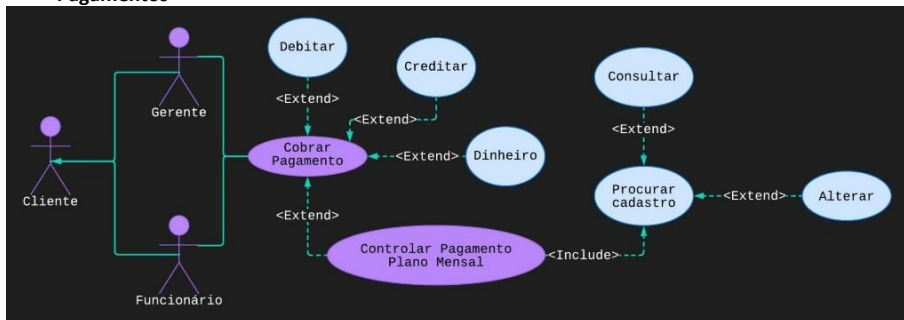 Pagamentos
Debitar
Creditar
Consultar
<Extend>
<Extend>
<Extend>
Gerente
Cobrar
Pagamento
<Extend>
Dinheiro
Procurar
cadastro
<Extend>
Alterar
Cliente
<Extend>
Controlar Pagamento
Plano Mensal
<Include>
Funcionário